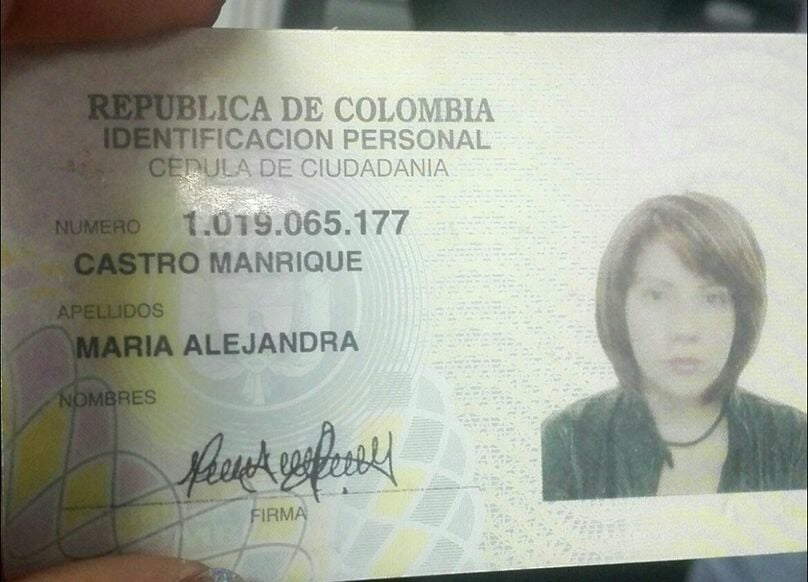 REPUBLICA DE COLOMBIA
IDENTIFICACION PERSONAL
CEDULA DE CIUDADANIA
NUMERO 1.019.065.177
CASTRO MANRIQUE
APELLIDOS
MARIA ALEJANDRA
NOMBRES
FIRMA